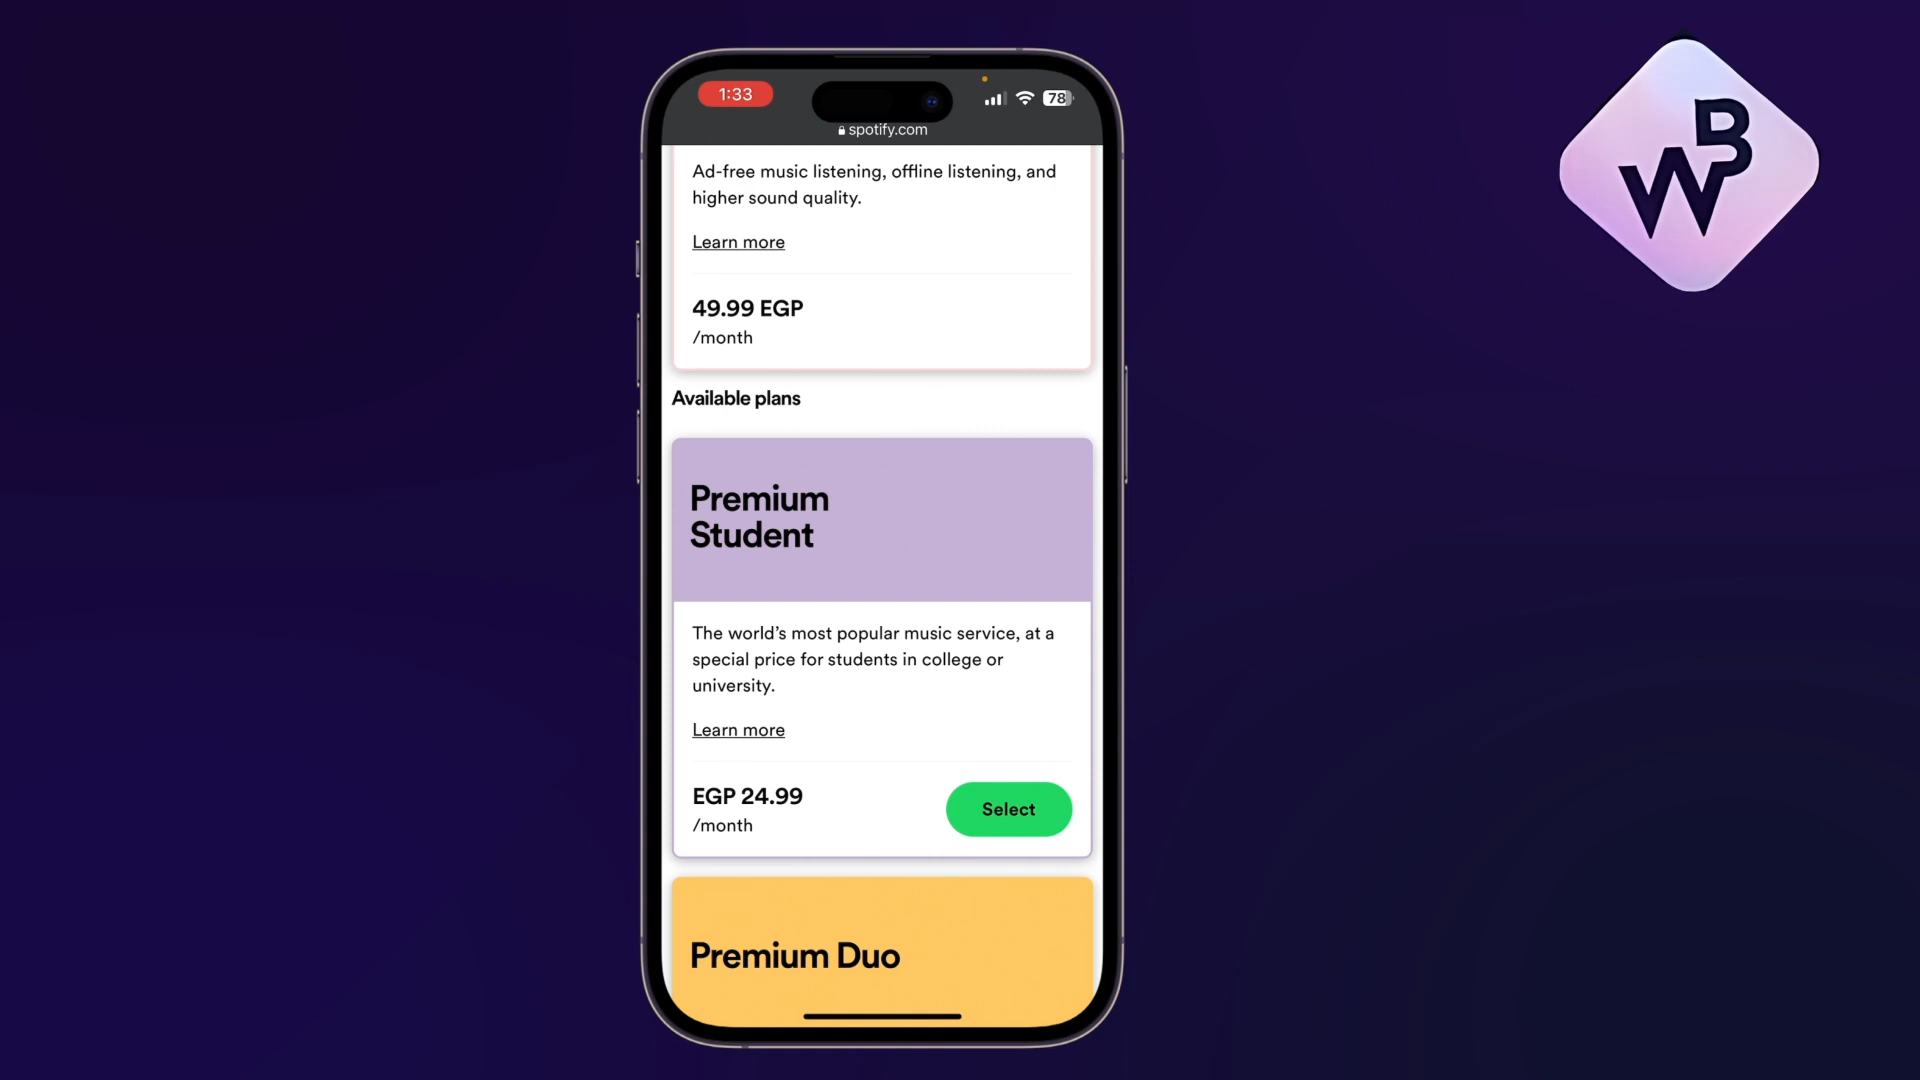 1:33
78
spotify.com
Ad-free music listening, offline listening, and
higher sound quality.
Learn more
49.99 EGP
/month
Available plans
Premium
Student
The world's most popular music service, at a
special price for students in college or
university.
Learn more
EGP 24.99
/month
Select
Premium Duo
WB